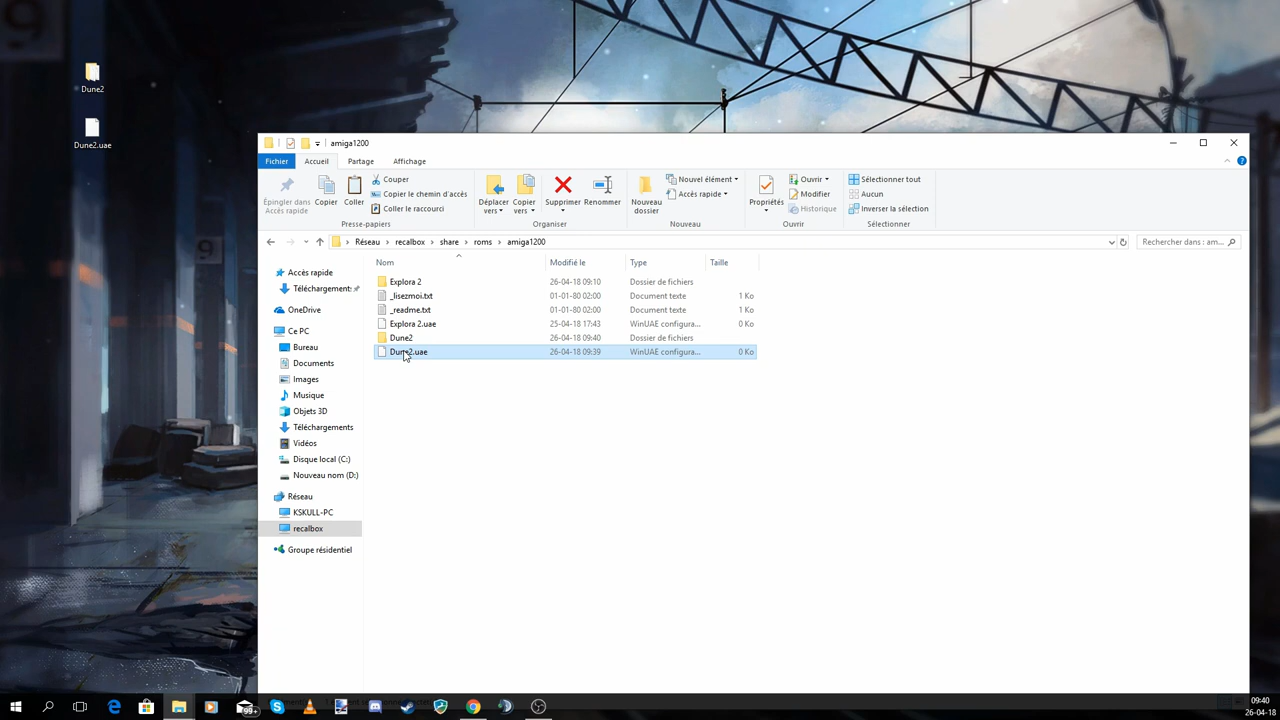 Dune2
Dune2.uae
amiga1200
Fichier Accueil Partage Affichage
Épingler dans Accès rapide
Copier
Coller
Couper
Copier le chemin d'accès
Coller le raccourci
Presse-papiers
Déplacer vers
Copier vers
Supprimer
Renommer
Organiser
Nouveau dossier
Nouvel élément
Accès rapide
Nouveau
Propriétés
Ouvrir
Modifier
Historique
Ouvrir
Sélectionner tout
Aucun
Inverser la sélection
Sélectionner
Réseau > recalbox > share > roms > amiga1200
Rechercher dans : am...
Nom Modifié le Type Taille
Explora 2 26-04-18 09:10 Dossier de fichiers
_lisezmoi.txt 01-01-80 02:00 Document texte 1 Ko
_readme.txt 01-01-80 02:00 Document texte 1 Ko
Explora 2.uae 25-04-18 17:43 WinUAE configura... 0 Ko
Dune2 26-04-18 09:40 Dossier de fichiers
Dune2.uae 26-04-18 09:39 WinUAE configura... 0 Ko
Accès rapide
Téléchargement:
OneDrive
Ce PC
Bureau
Documents
Images
Musique
Objets 3D
Téléchargements
Vidéos
Disque local (C:)
Nouveau nom (D:)
Réseau
KSKULL-PC
recalbox
Groupe résidentiel
99+
09:40
26-04-18